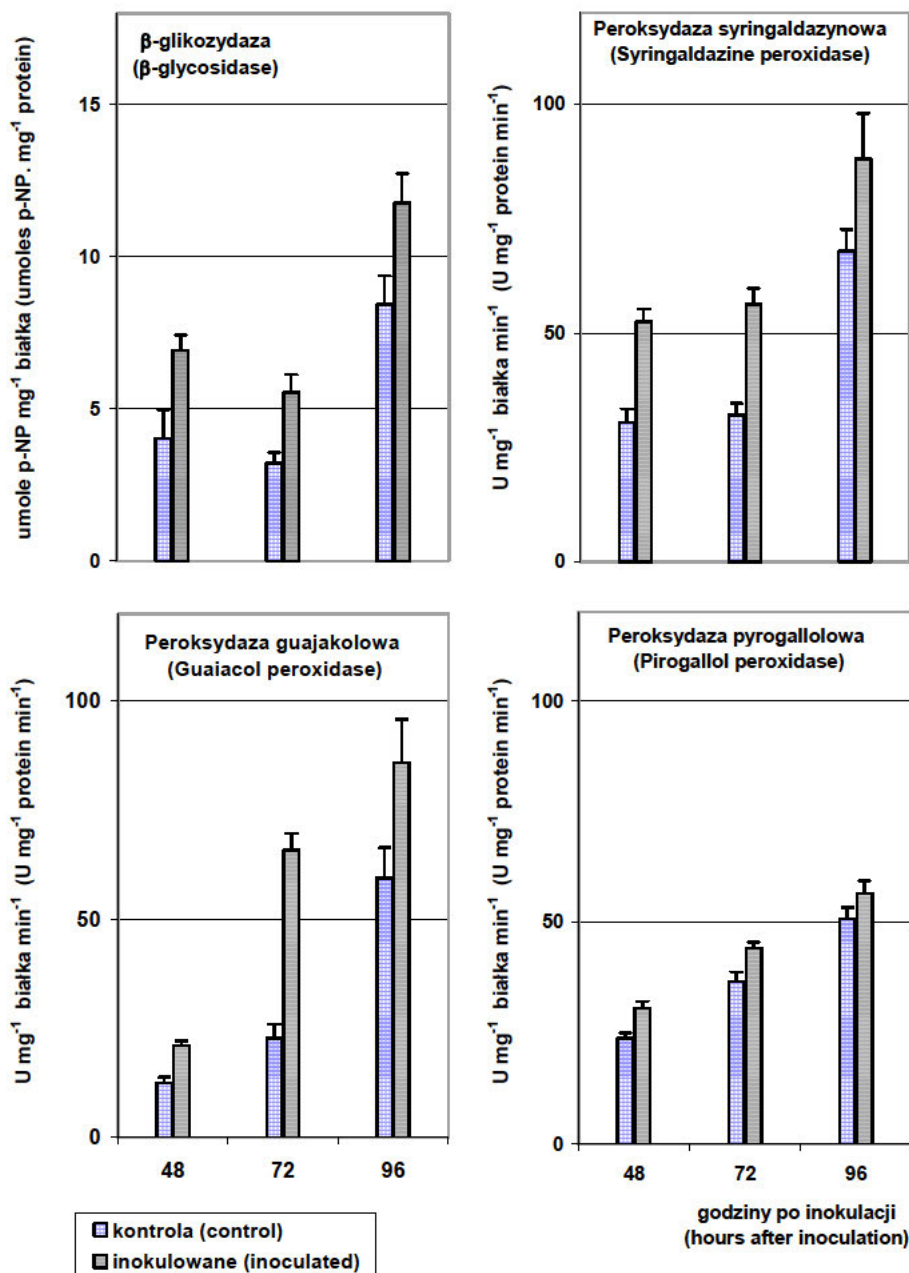 β-glikozydaza
(β-glycosidase)
umole p-NP mg⁻¹ białka (umoles p-NP. mg⁻¹ protein)
15
10
5
0
Peroksydaza syringaldazynowa
(Syringaldazine peroxidase)
U mg⁻¹ białka min⁻¹ (U mg⁻¹ protein min⁻¹)
100
50
0
Peroksydaza guajakolowa
(Guaiacol peroxidase)
U mg⁻¹ białka min⁻¹ (U mg⁻¹ protein min⁻¹)
100
50
0
48 72 96
Peroksydaza pyrogallolowa
(Pirogallol peroxidase)
U mg⁻¹ białka min⁻¹ (U mg⁻¹ protein min⁻¹)
100
50
0
48 72 96
godziny po inokulacji
(hours after inoculation)
kontrola (control)
inokulowane (inoculated)